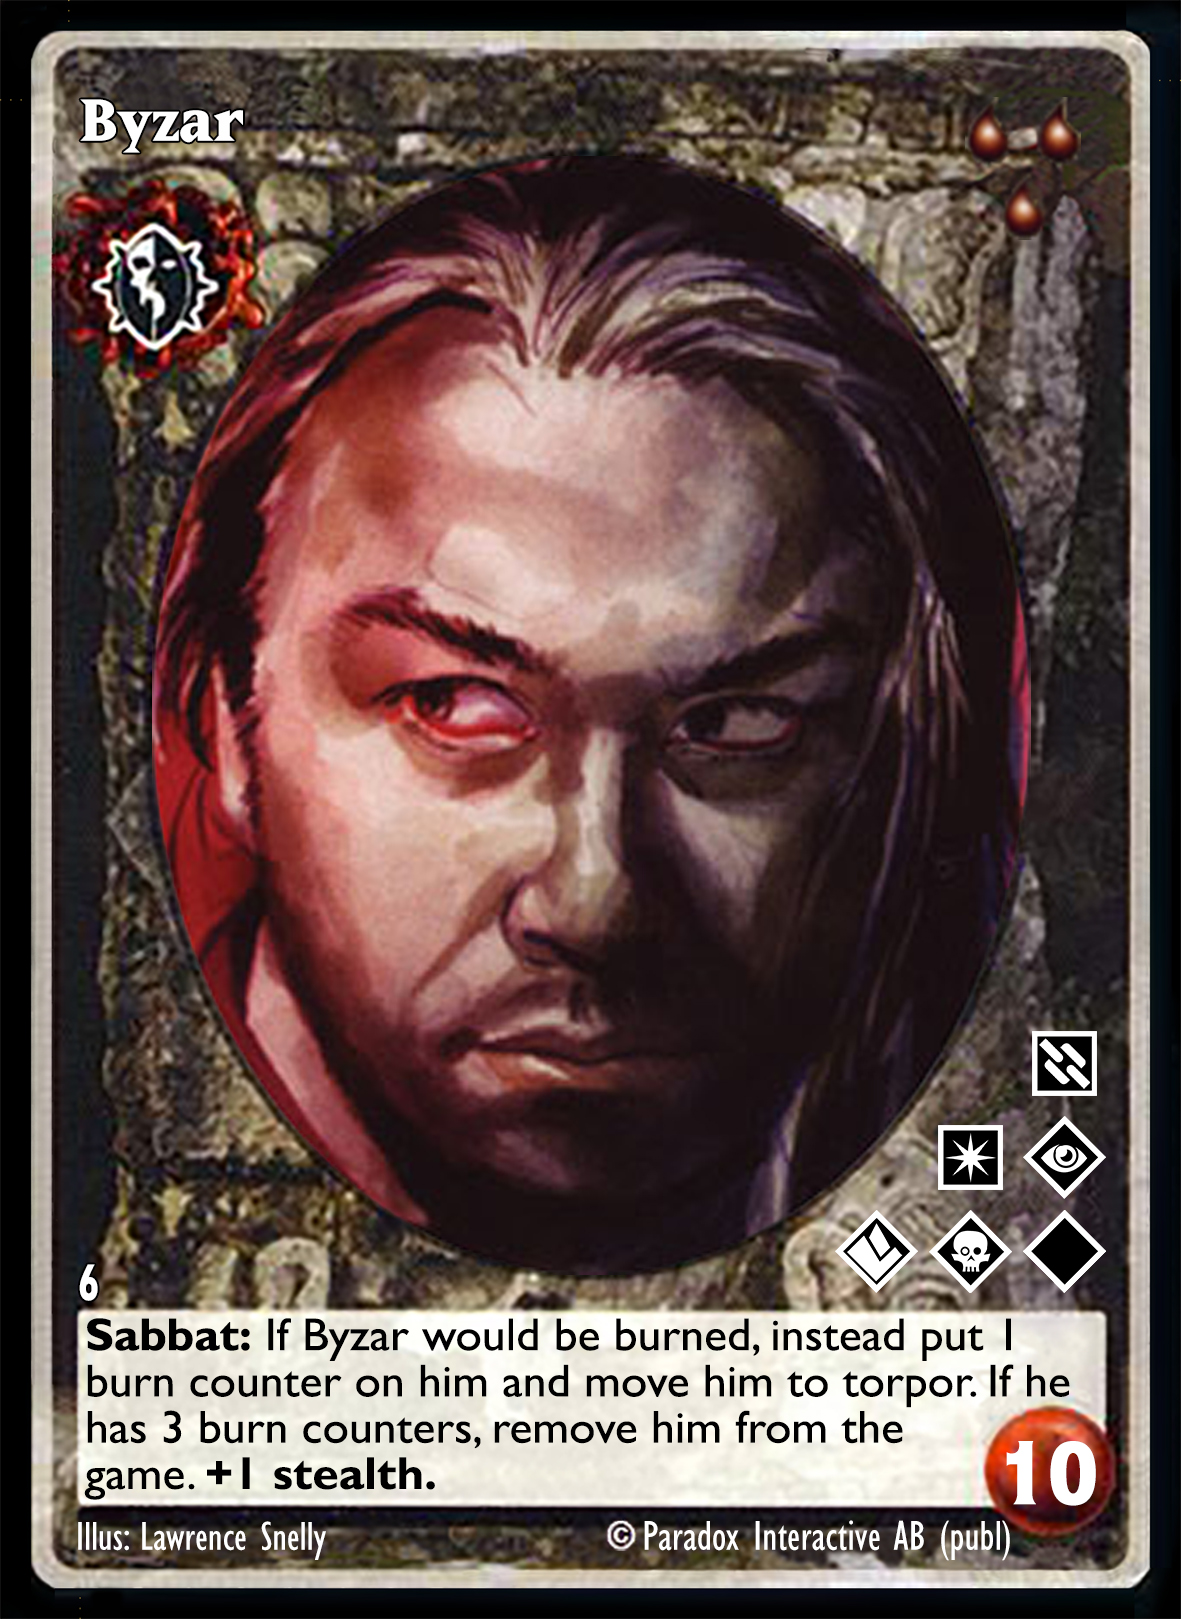 Byzar
6
Sabbat: If Byzar would be burned, instead put 1
burn counter on him and move him to torpor. If he
has 3 burn counters, remove him from the
game. +1 stealth.
10
Illus: Lawrence Snelly
© Paradox Interactive AB (publ)